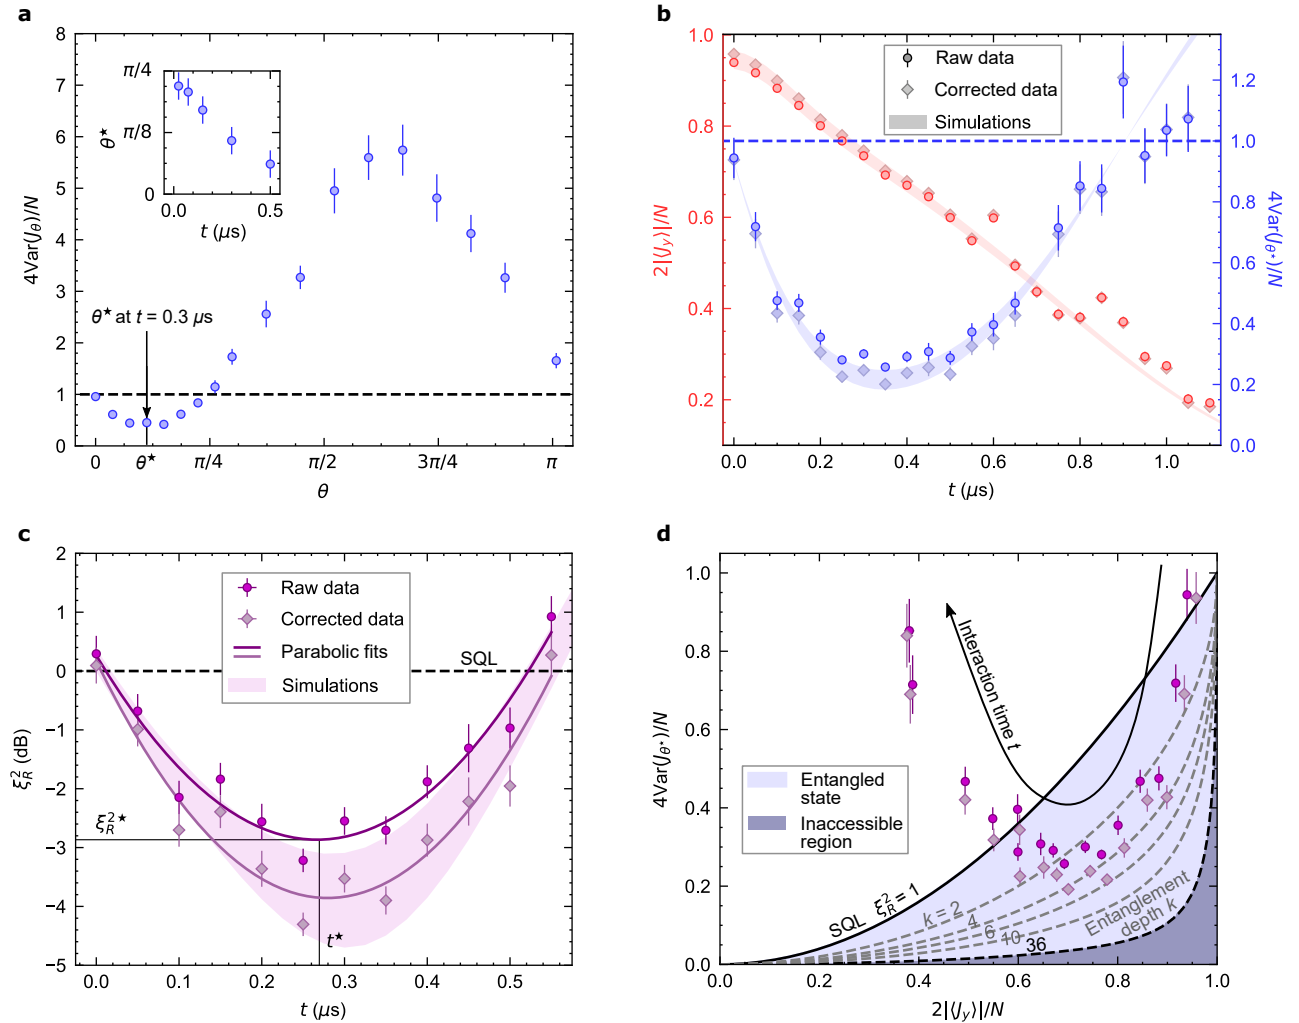 a
4Var(J_θ)/N
8
7
6
5
4
3
2
1
0
0
θ★
π/4
π/2
3π/4
π
θ
θ★ at t = 0.3 μs
π/4
π/8
0
θ★
0.0
0.5
t (μs)
b
2|⟨J_y⟩|/N
1.0
0.8
0.6
0.4
0.2
Raw data
Corrected data
Simulations
1.2
1.0
0.8
0.6
0.4
0.2
0.0
4Var(J_θ⋆)/N
0.0
0.2
0.4
0.6
0.8
1.0
t (μs)
c
ξ_R^2 (dB)
2
1
0
−1
−2
−3
−4
−5
ξ_R^2★
Raw data
Corrected data
Parabolic fits
Simulations
SQL
t★
0.0
0.1
0.2
0.3
0.4
0.5
t (μs)
d
4Var(J_θ⋆)/N
1.0
0.8
0.6
0.4
0.2
0.0
Interaction time t
Entangled
state
Inaccessible
region
SQL
ξ_R^2 = 1
k = 2
4
6
10
36
Entanglement
depth k
0.0
0.2
0.4
0.6
0.8
1.0
2|⟨J_y⟩|/N